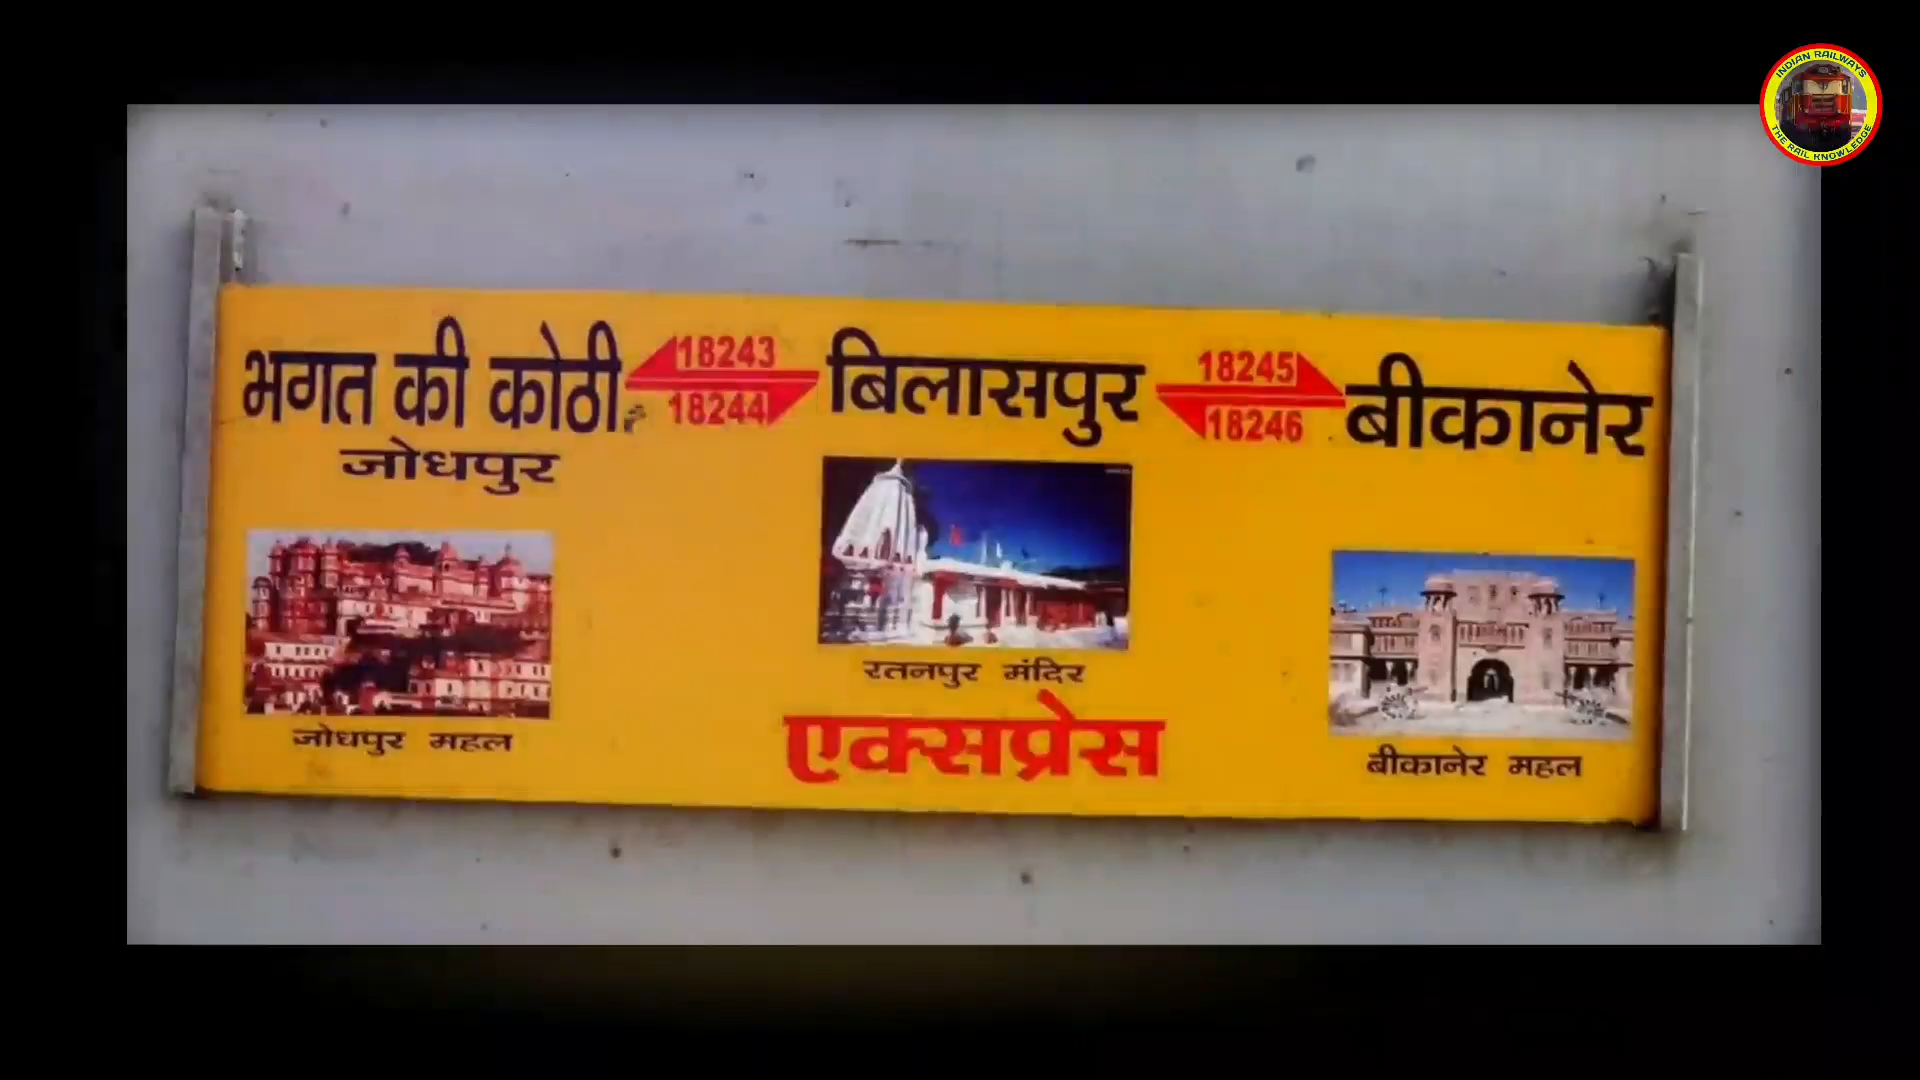 INDIAN RAILWAYS
THE RAIL KNOWLEDGE
भगत की कोठी 18243 बिलासपुर 18245 बीकानेर
18244 18246
जोधपुर
रतनपुर मंदिर
जोधपुर महल
एक्सप्रेस
बीकानेर महल